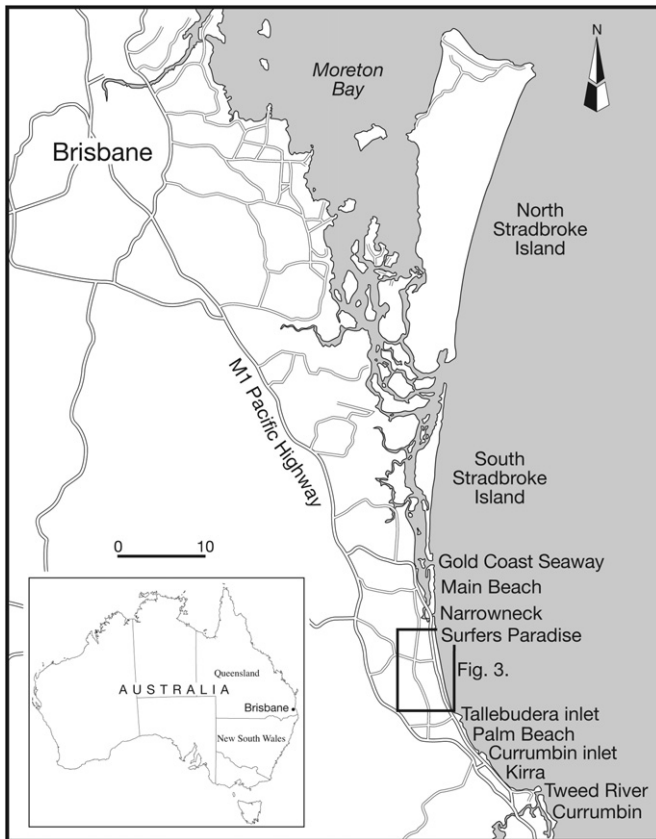 Moreton
Bay
N
Brisbane
North
Stradbroke
Island
M1 Pacific Highway
South
Stradbroke
Island
0 10
Gold Coast Seaway
Main Beach
Narrowneck
Surfers Paradise
Fig. 3.
Queensland
AUSTRALIA
Brisbane
New South Wales
Tallebudera inlet
Palm Beach
Currumbin inlet
Kirra
Tweed River
Currumbin